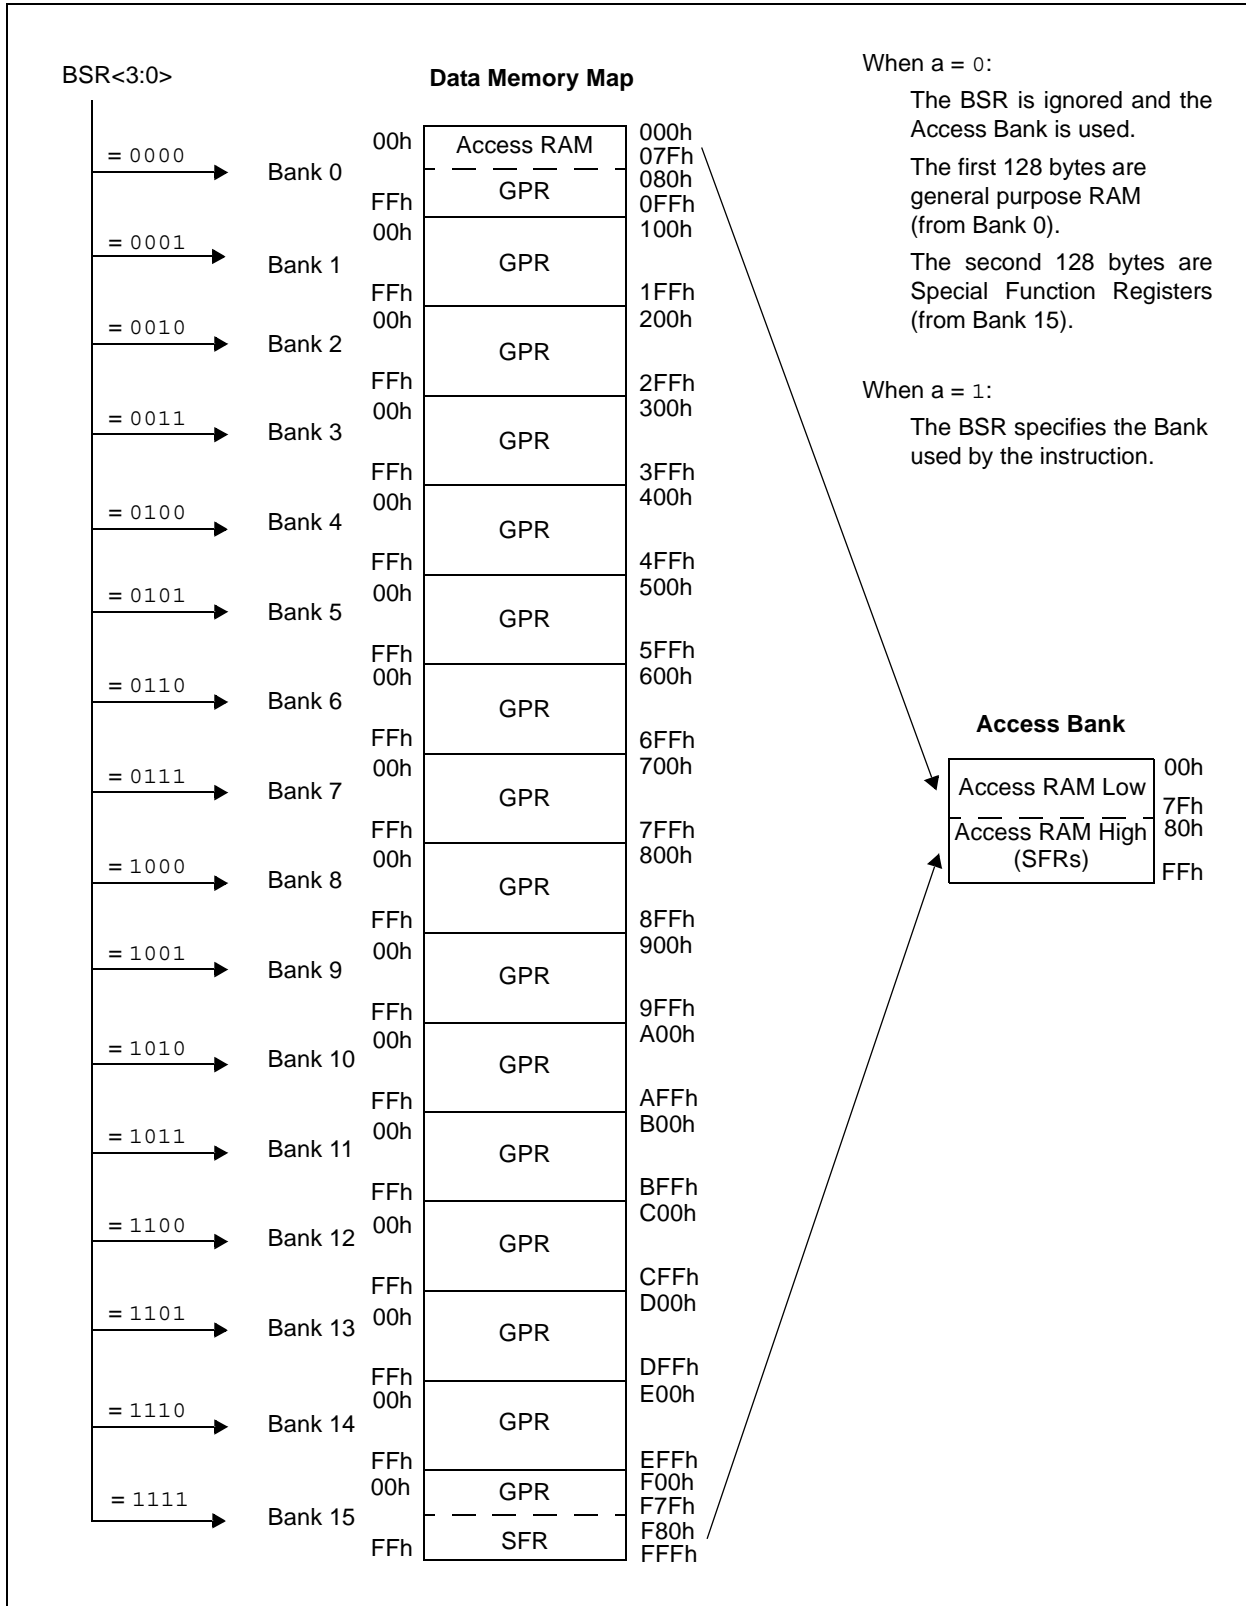 BSR<3:0>
Data Memory Map
When a = 0:
The BSR is ignored and the
Access Bank is used.
The first 128 bytes are
general purpose RAM
(from Bank 0).
The second 128 bytes are
Special Function Registers
(from Bank 15).
When a = 1:
The BSR specifies the Bank
used by the instruction.
= 0000
Bank 0
00h
FFh
Access RAM
GPR
000h
07Fh
080h
0FFh
= 0001
Bank 1
00h
FFh
GPR
100h
1FFh
= 0010
Bank 2
00h
FFh
GPR
200h
2FFh
= 0011
Bank 3
00h
FFh
GPR
300h
3FFh
= 0100
Bank 4
00h
FFh
GPR
400h
4FFh
= 0101
Bank 5
00h
FFh
GPR
500h
5FFh
= 0110
Bank 6
00h
FFh
GPR
600h
6FFh
= 0111
Bank 7
00h
FFh
GPR
700h
7FFh
= 1000
Bank 8
00h
FFh
GPR
800h
8FFh
= 1001
Bank 9
00h
FFh
GPR
900h
9FFh
= 1010
Bank 10
00h
FFh
GPR
A00h
AFFh
= 1011
Bank 11
00h
FFh
GPR
B00h
BFFh
= 1100
Bank 12
00h
FFh
GPR
C00h
CFFh
= 1101
Bank 13
00h
FFh
GPR
D00h
DFFh
= 1110
Bank 14
00h
FFh
GPR
E00h
EFFh
= 1111
Bank 15
00h
FFh
GPR
SFR
F00h
F7Fh
F80h
FFFh
Access Bank
Access RAM Low
Access RAM High
(SFRs)
00h
7Fh
80h
FFh